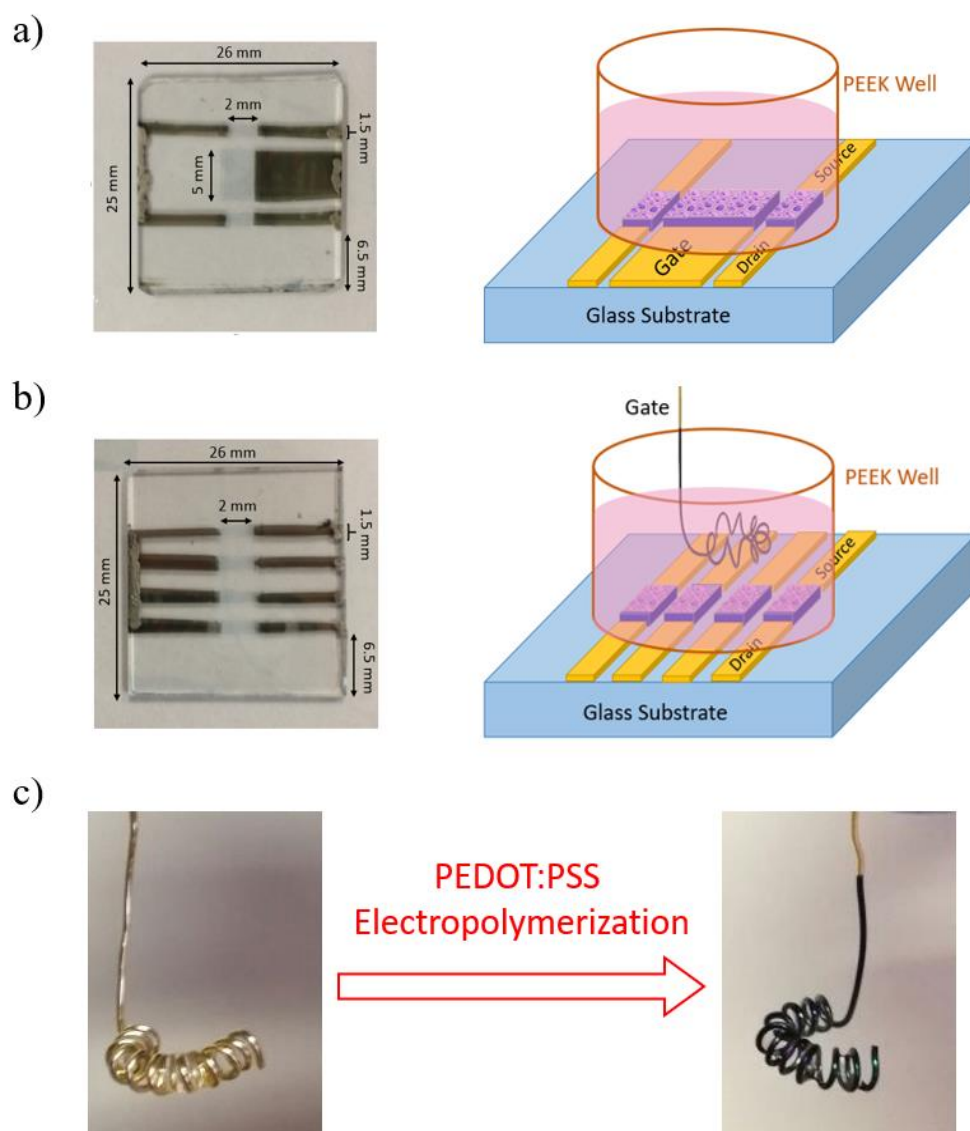 a)
26 mm
2 mm
1.5 mm
5 mm
25 mm
6.5 mm
PEEK Well
Source
Gate
Drain
Glass Substrate
b)
26 mm
2 mm
1.5 mm
25 mm
6.5 mm
Gate
PEEK Well
Source
Drain
Glass Substrate
c)
PEDOT:PSS
Electropolymerization